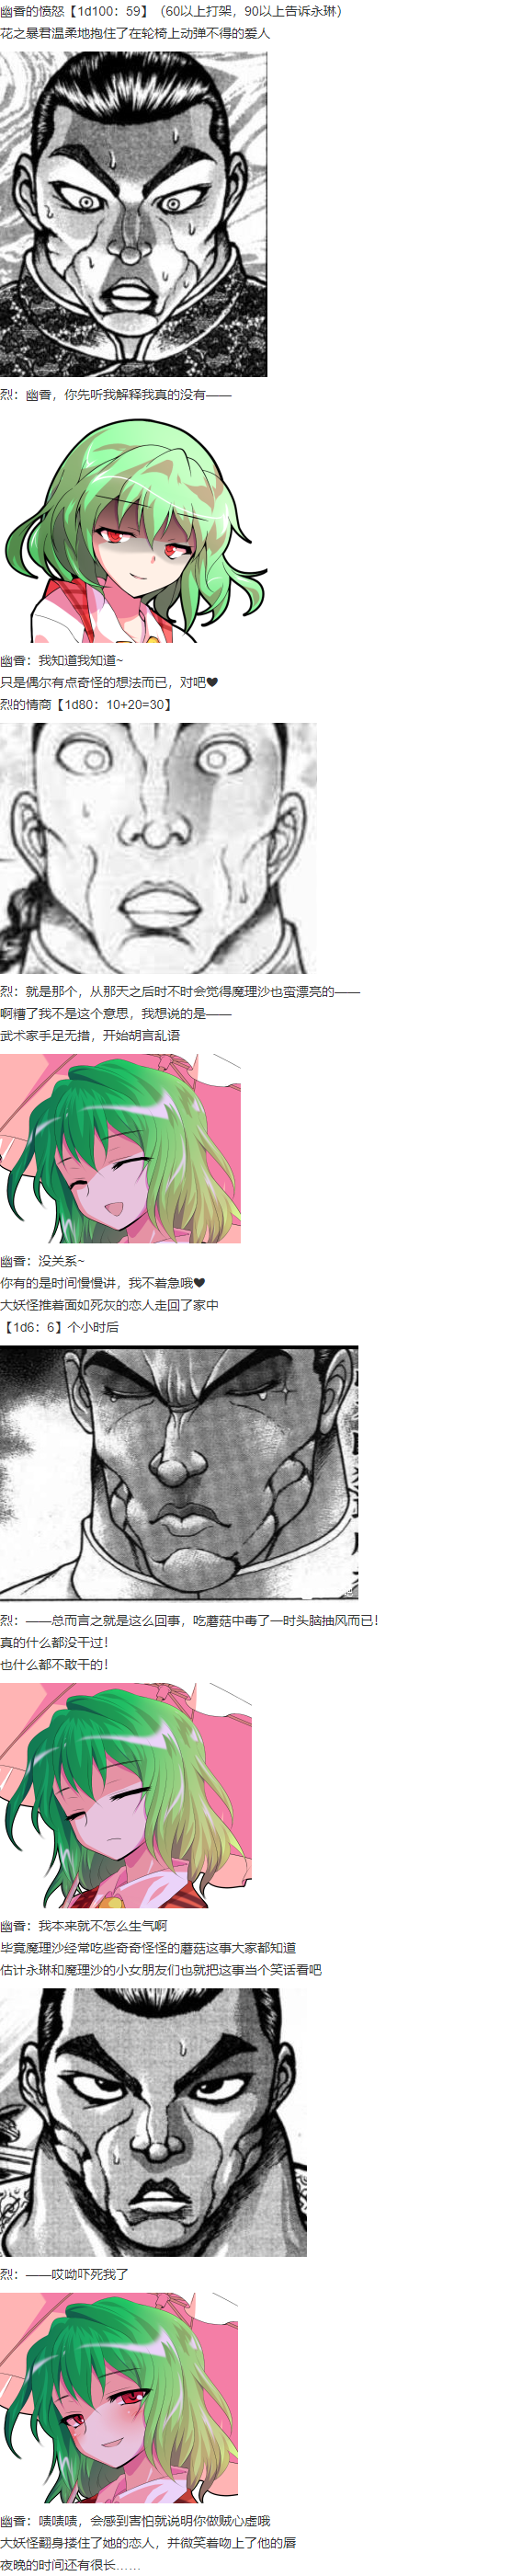 幽香的愤怒【1d100：59】（60以上打架，90以上告诉永琳）
花之暴君温柔地抱住了在轮椅上动弹不得的爱人
烈：幽香，你先听我解释我真的没有——
幽香：我知道我知道~
只是偶尔有点奇怪的想法而已，对吧♥
烈的情商【1d80：10+20=30】
烈：就是那个，从那天之后时不时会觉得魔理沙也蛮漂亮的——
啊槽了我不是这个意思，我想说的是——
武术家手足无措，开始胡言乱语
幽香：没关系~
你有的是时间慢慢讲，我不着急哦♥
大妖怪推着面如死灰的恋人走回了家中
【1d6：6】个小时后
烈：——总而言之就是这么回事，吃蘑菇中毒了一时头脑抽风而已！
真的什么都没干过！
也什么都不敢干的！
幽香：我本来就不怎么生气啊
毕竟魔理沙经常吃些奇奇怪怪的蘑菇这事大家都知道
估计永琳和魔理沙的小女朋友们也就把这事当个笑话看吧
烈：——哎呦吓死我了
幽香：啧啧啧，会感到害怕就说明你做贼心虚哦
大妖怪翻身搂住了她的恋人，并微笑着吻上了他的唇
夜晚的时间还有很长……